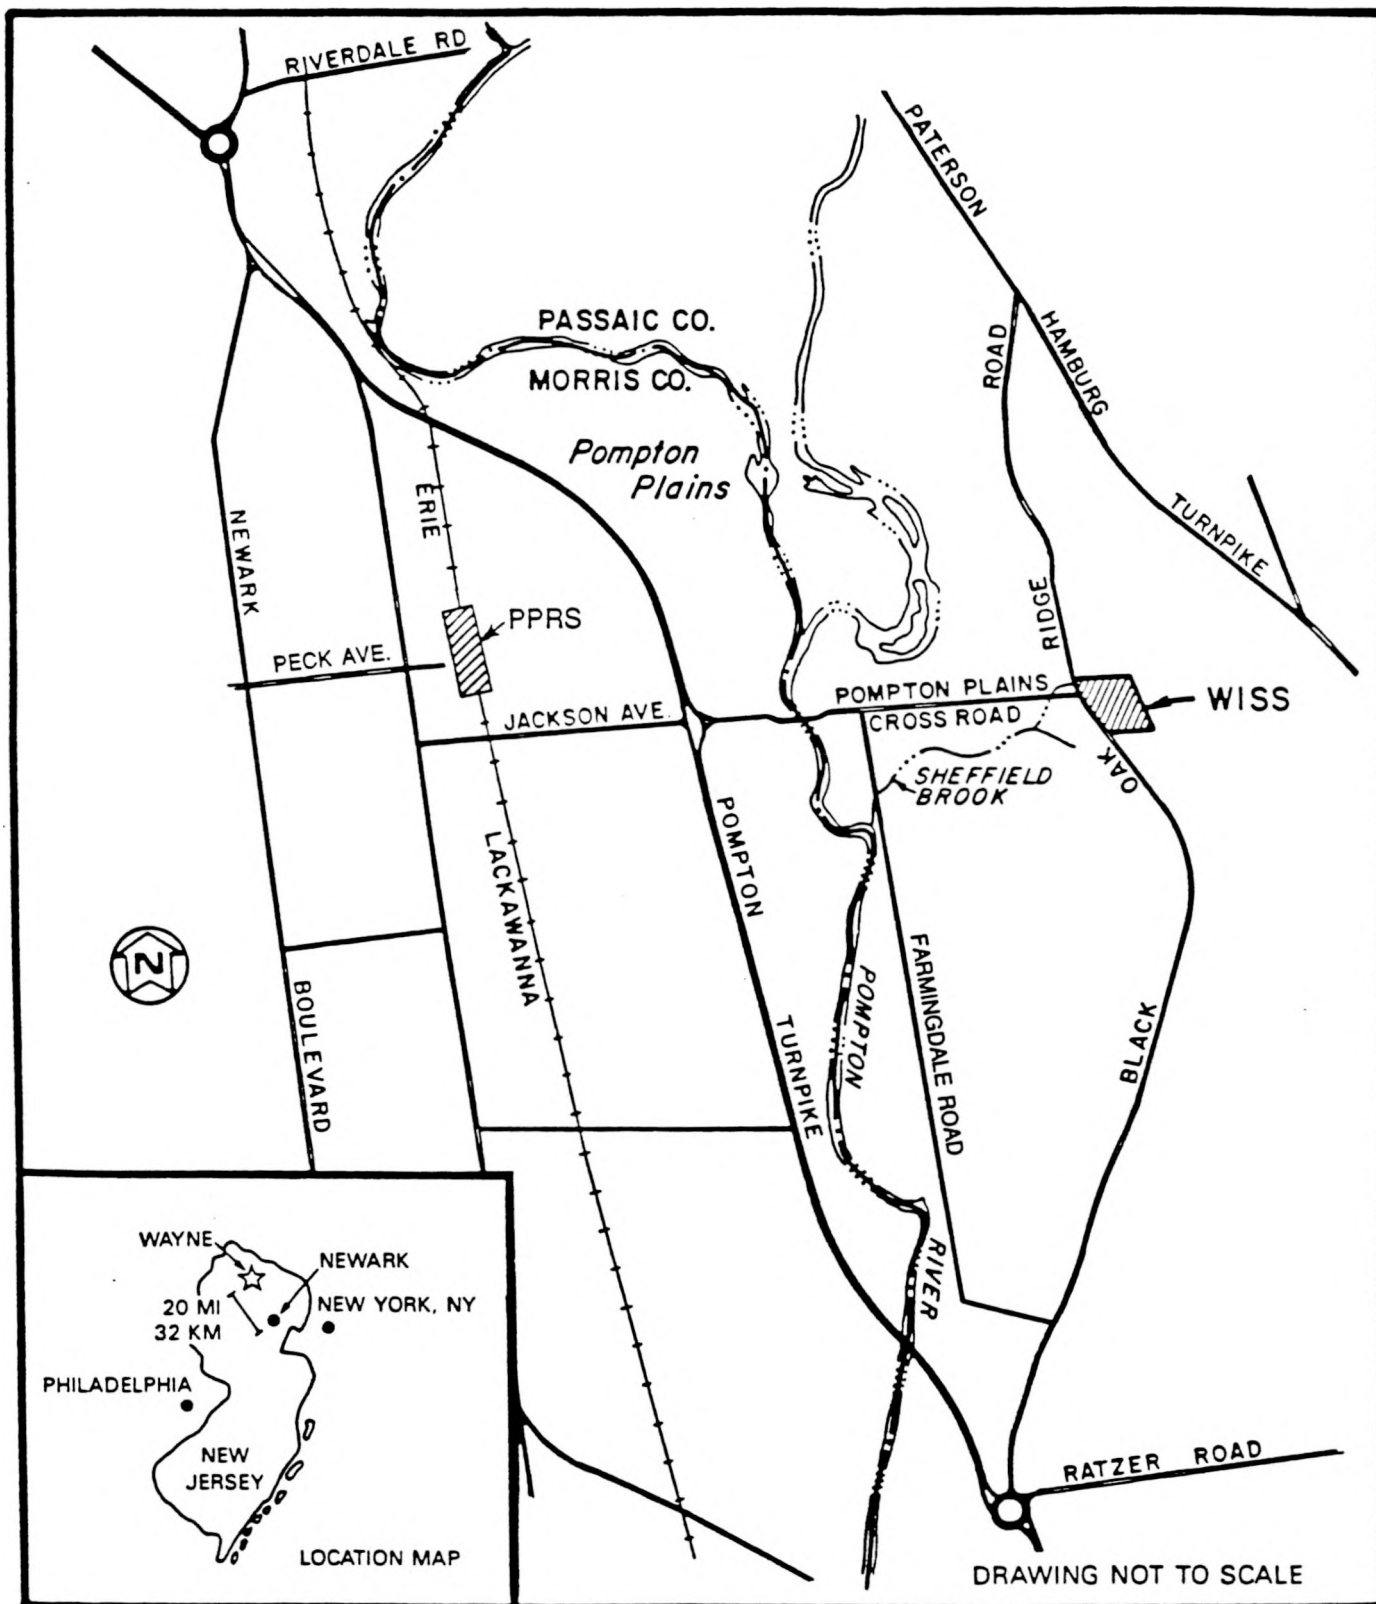 RIVERDALE RD
PATERSON
HAMBURG
TURNPIKE
PASSAIC CO.
MORRIS CO.
Pompton
Plains
ROAD
RIDGE
OAK
BLACK
NEWARK
BOULEVARD
ERIE
LACKAWANNA
PPRS
PECK AVE.
JACKSON AVE.
POMPTON PLAINS
CROSS ROAD
WISS
SHEFFIELD
BROOK
POMPTON
TURNPIKE
POMPTON
RIVER
FARMINGDALE ROAD
N
RATZER ROAD
WAYNE
NEWARK
20 MI
32 KM
NEW YORK, NY
PHILADELPHIA
NEW
JERSEY
LOCATION MAP
DRAWING NOT TO SCALE